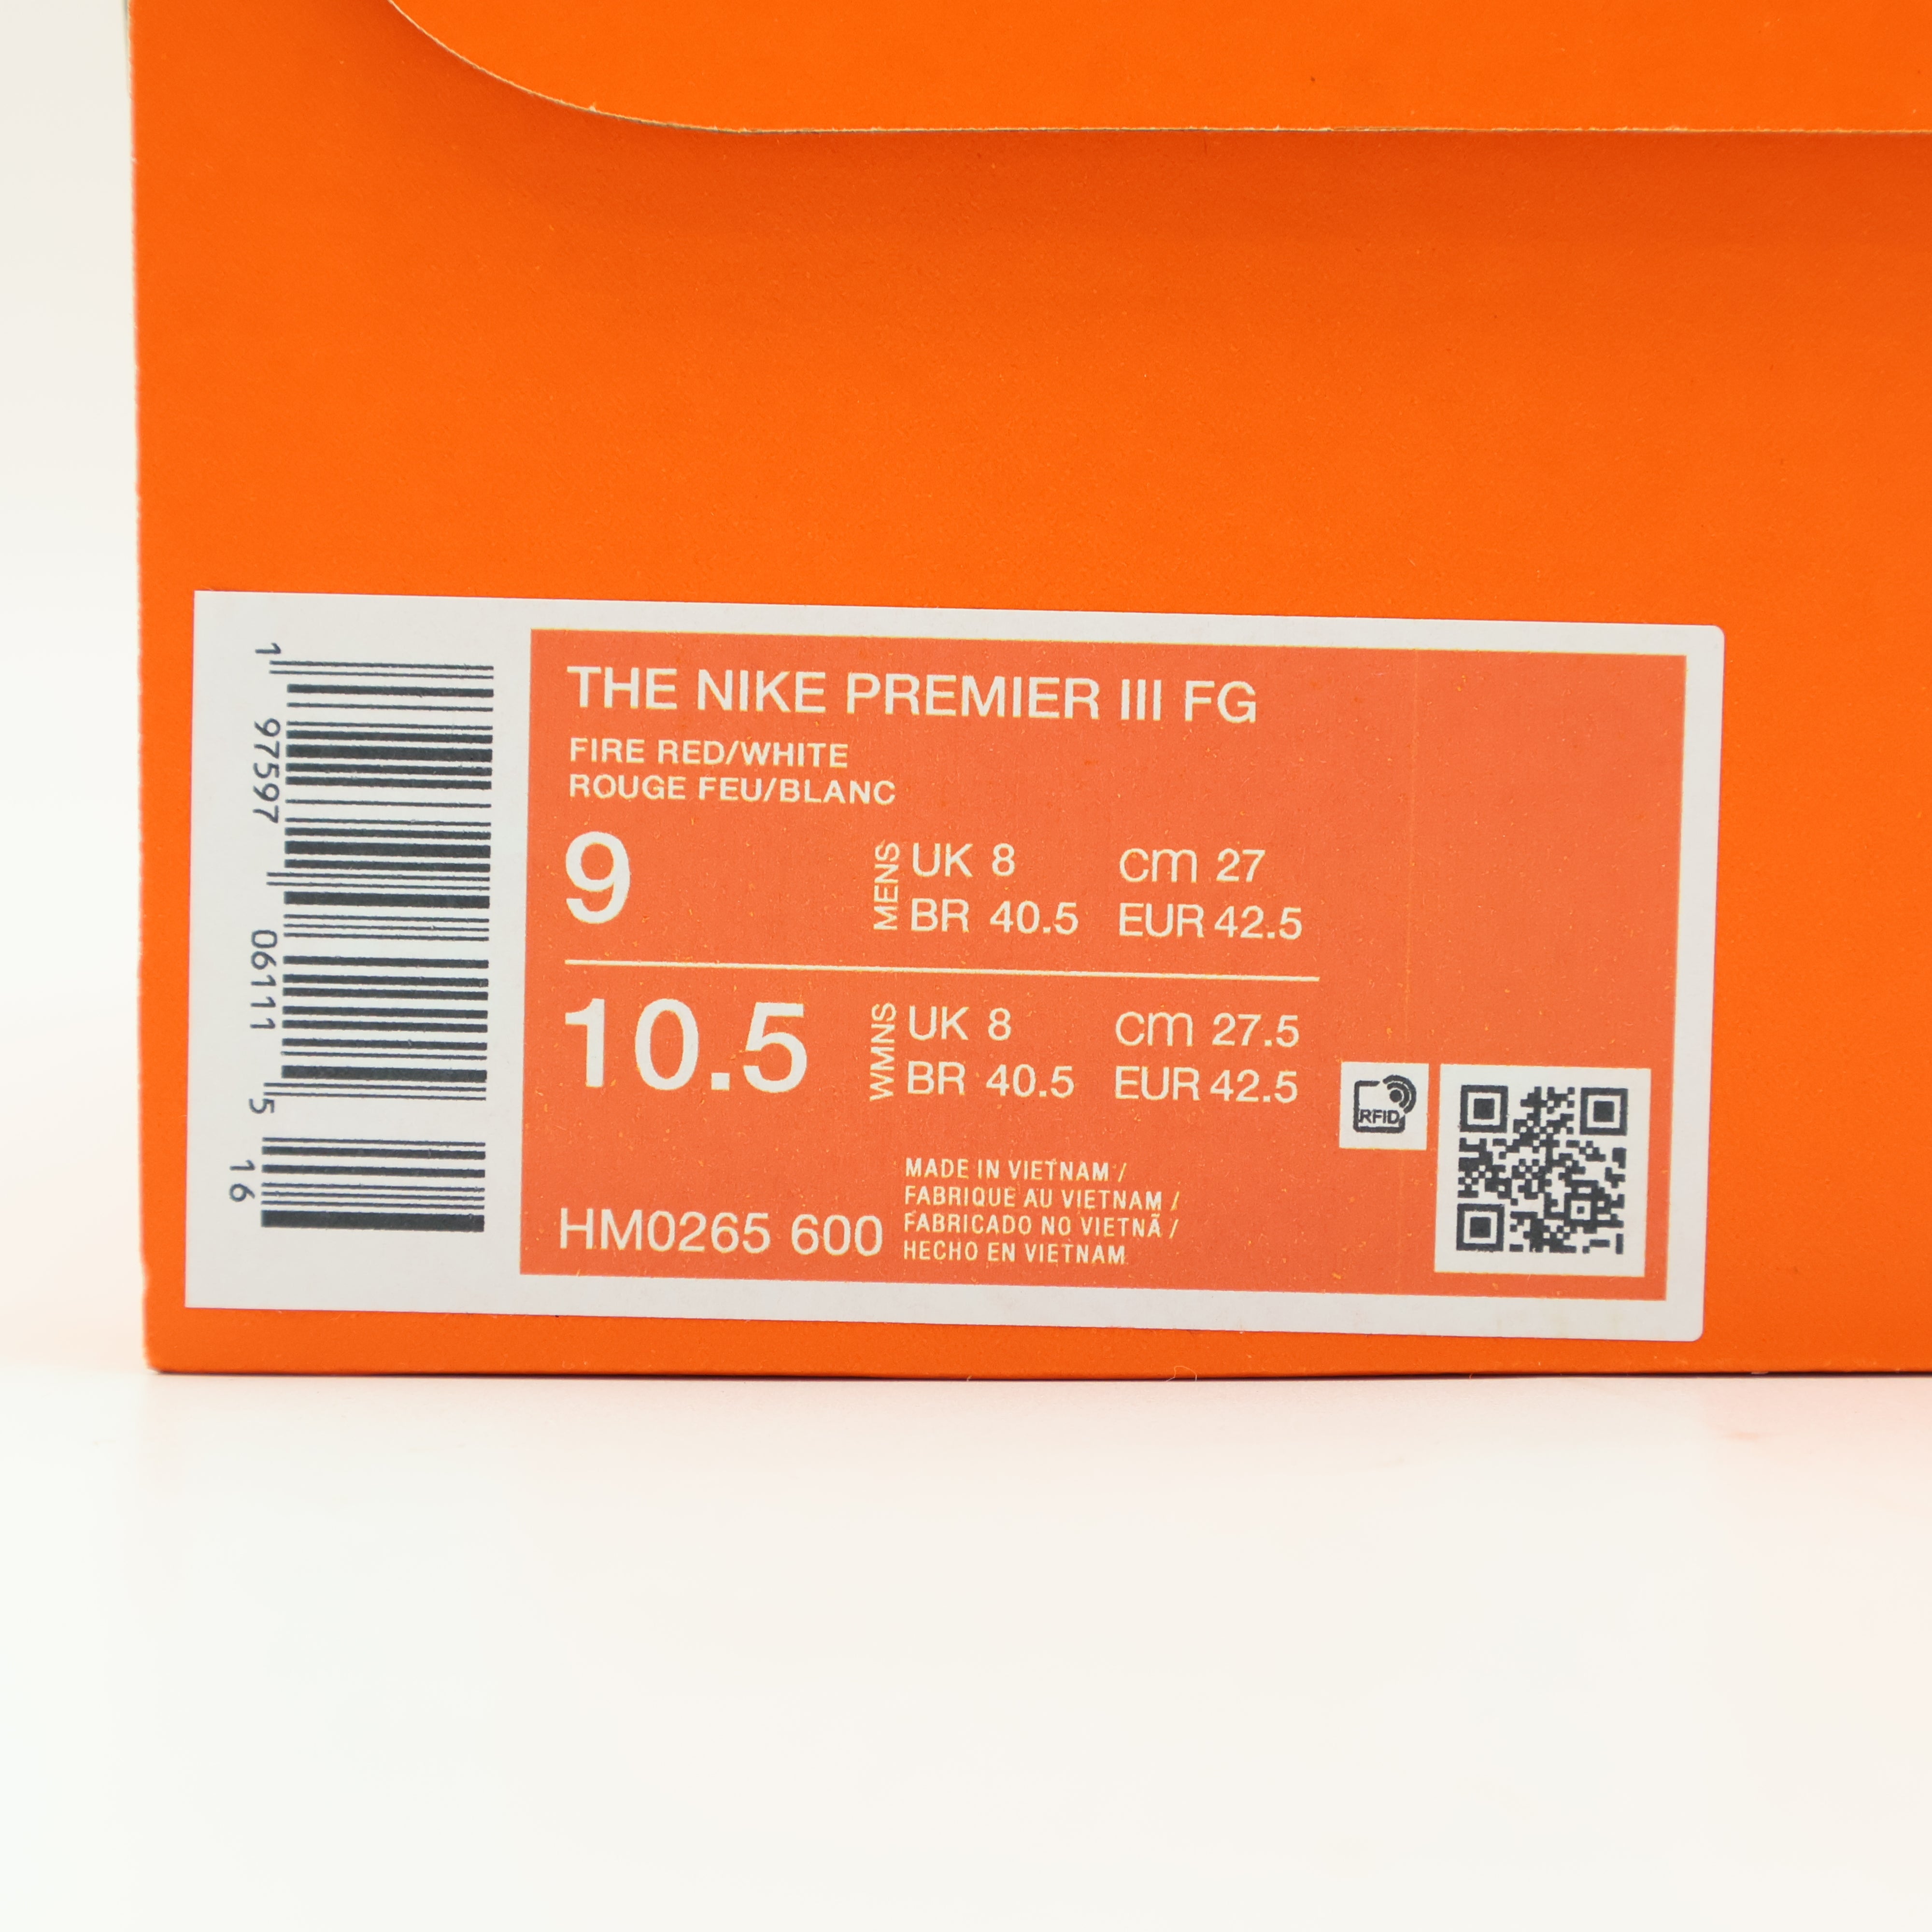 1 97597 06111 5
16
THE NIKE PREMIER III FG
FIRE RED/WHITE
ROUGE FEU/BLANC
9
MENS
UK 8 cm 27
BR 40.5 EUR 42.5
10.5
WMNS
UK 8 cm 27.5
BR 40.5 EUR 42.5
RFID
HM0265 600
MADE IN VIETNAM /
FABRIQUE AU VIETNAM /
FABRICADO NO VIETNÃ /
HECHO EN VIETNAM